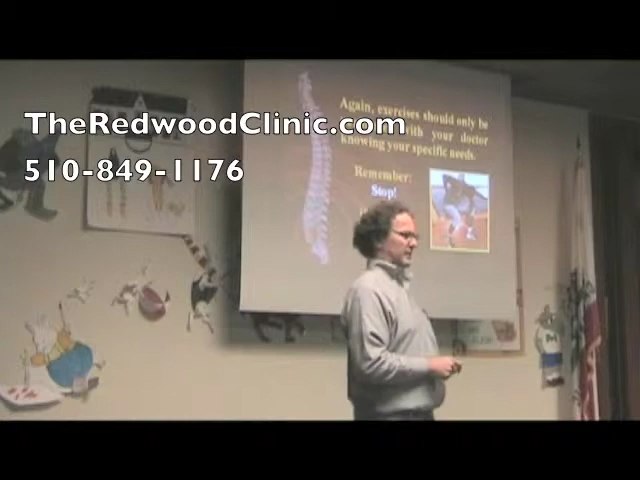 TheRedwoodClinic.com
510-849-1176
Again, exercises should only be
with your doctor
knowing your specific needs.
Remember:
Stop!